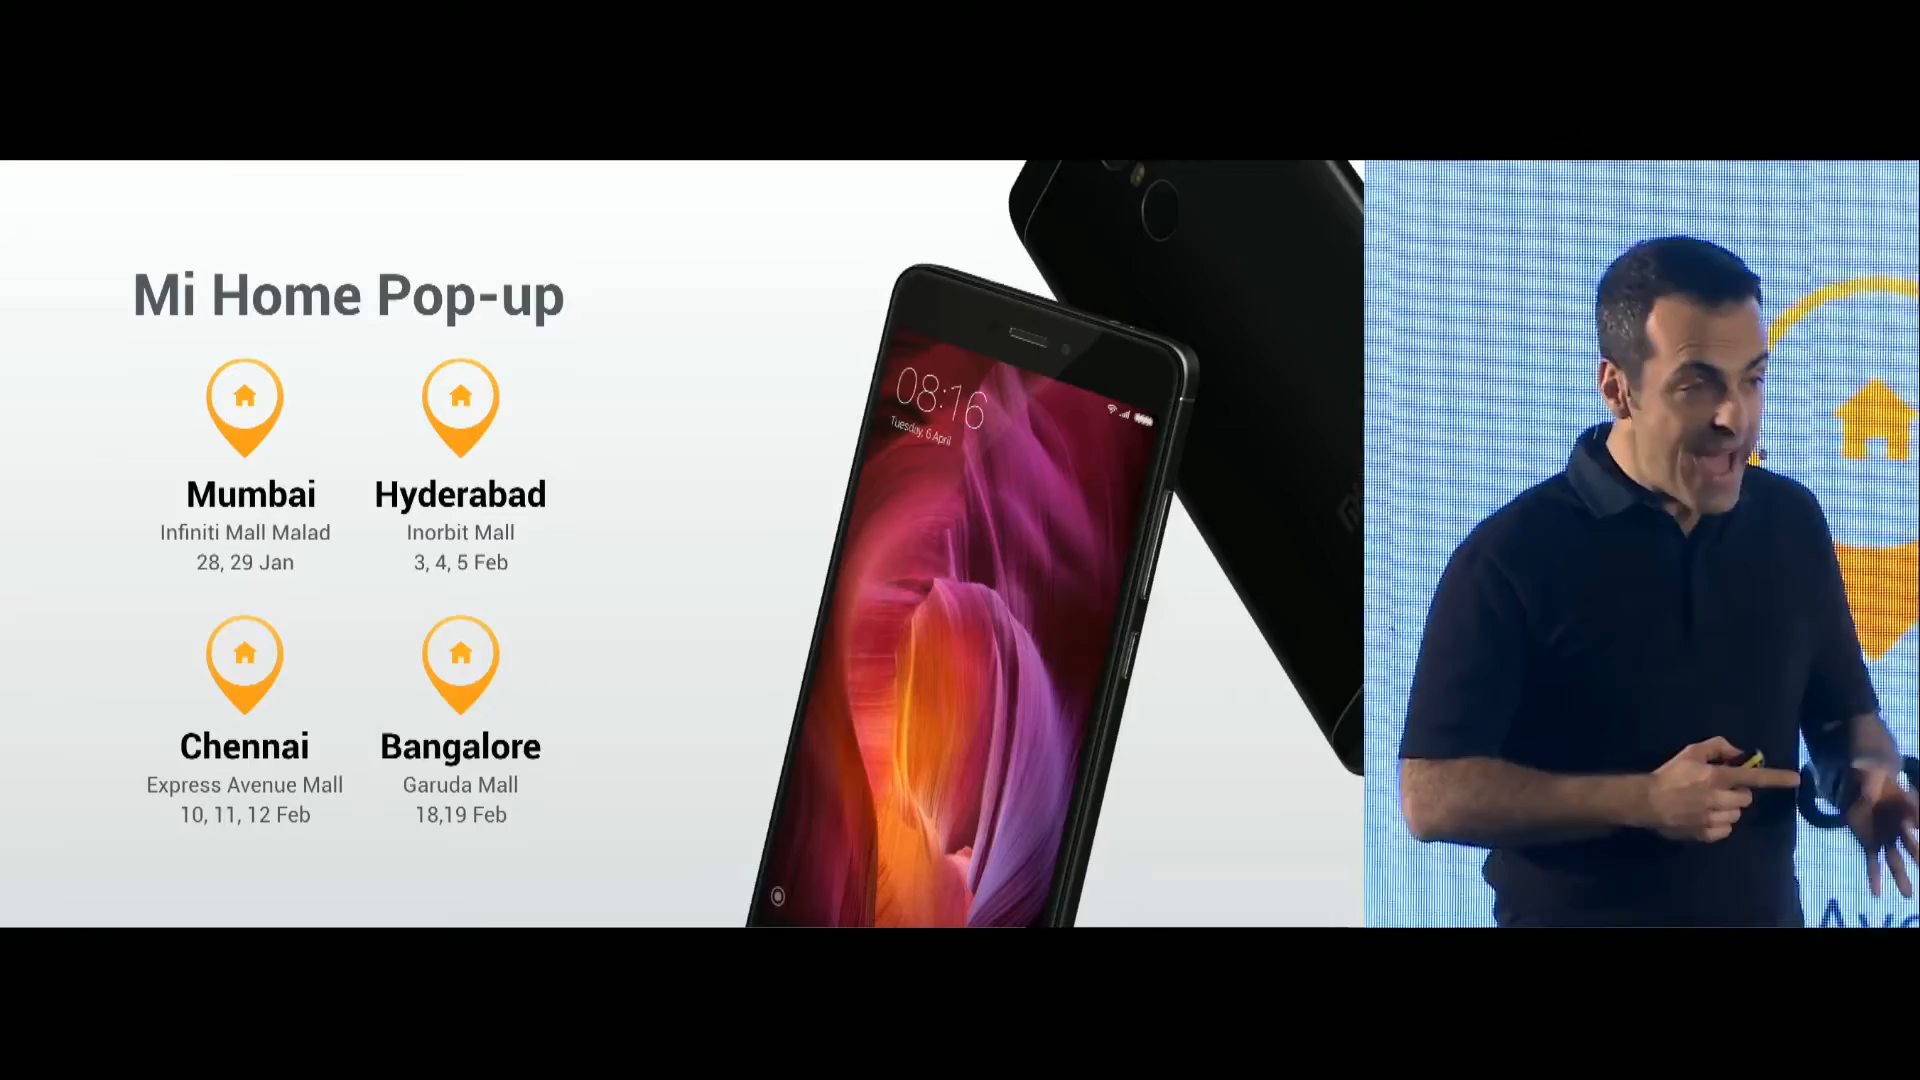 Mi Home Pop-up
Mumbai
Infiniti Mall Malad
28, 29 Jan
Hyderabad
Inorbit Mall
3, 4, 5 Feb
Chennai
Express Avenue Mall
10, 11, 12 Feb
Bangalore
Garuda Mall
18,19 Feb
08:16
Tuesday, 6 April
mi